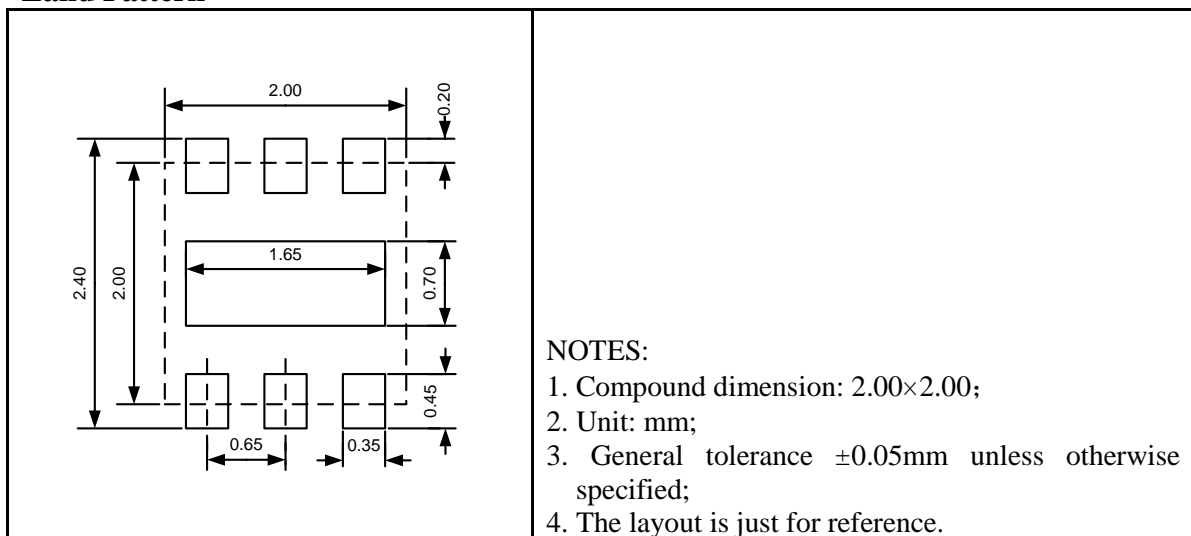 2.00
0.20
2.40
2.00
1.65
0.70
0.45
0.65
0.35
NOTES:
1. Compound dimension: 2.00×2.00；
2. Unit: mm;
3. General tolerance ±0.05mm unless otherwise
specified;
4. The layout is just for reference.